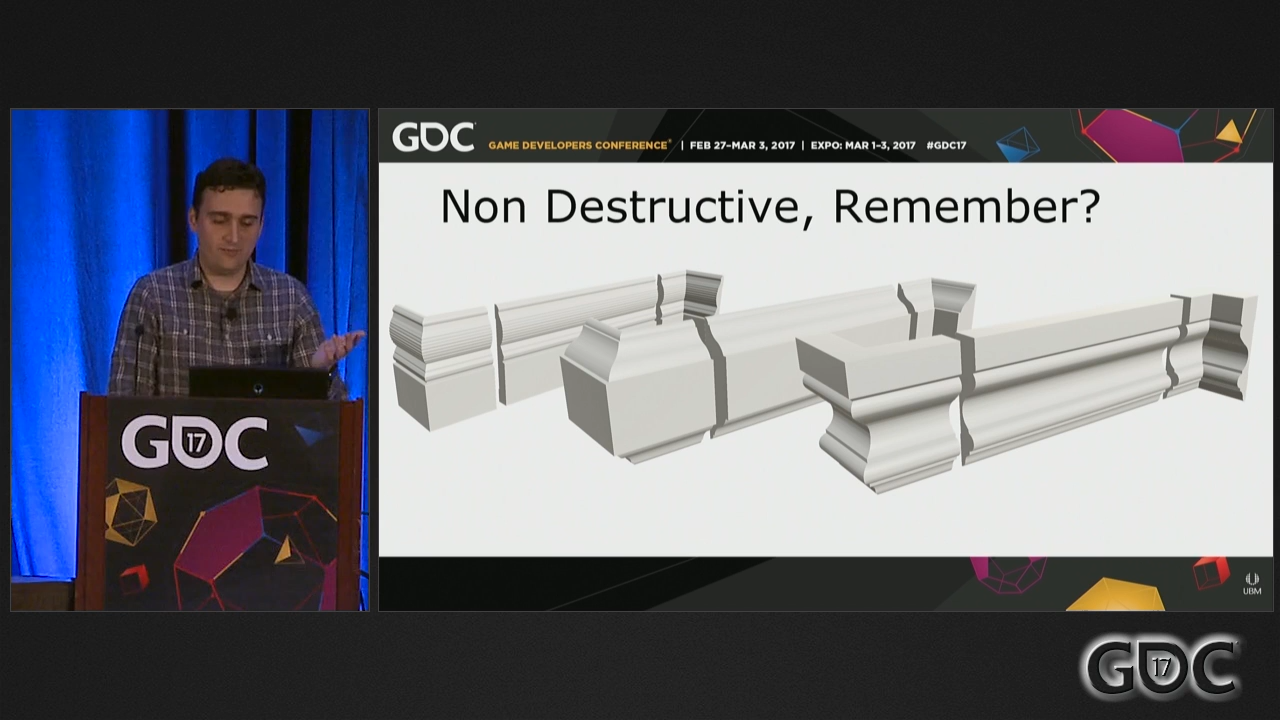 GDC
GAME DEVELOPERS CONFERENCE® | FEB 27–MAR 3, 2017 | EXPO: MAR 1–3, 2017 #GDC17
Non Destructive, Remember?
GDC
17
UBM
GDC
17